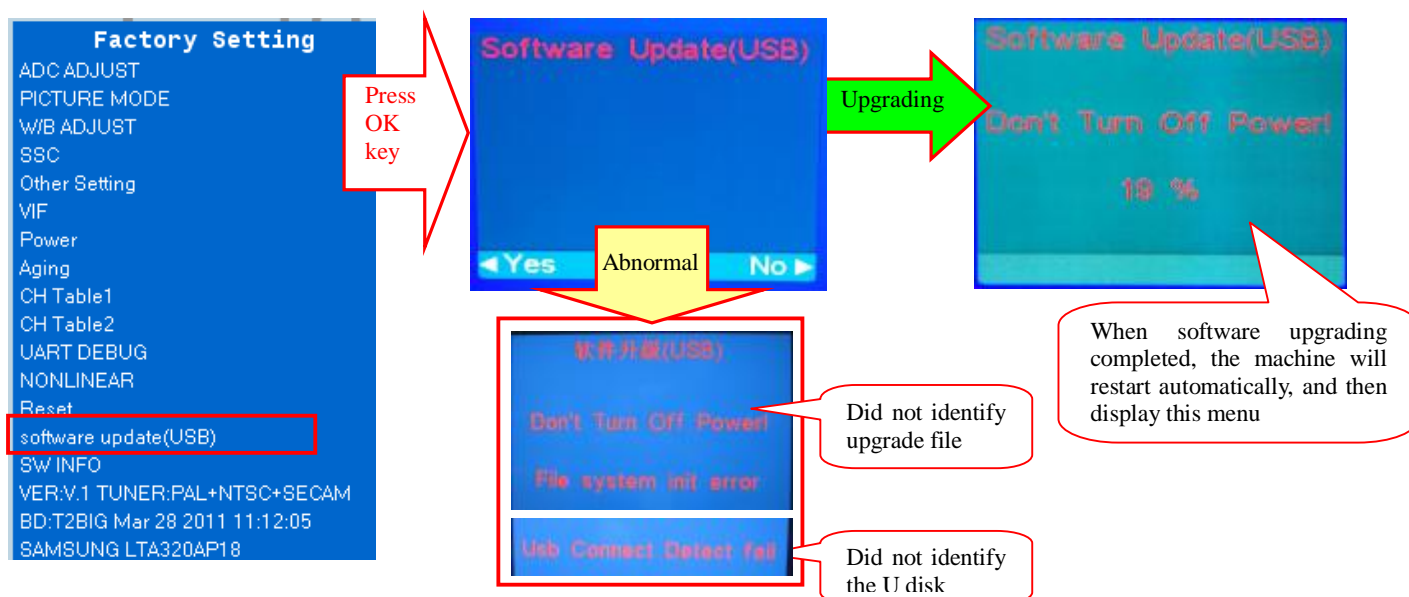 Factory Setting
ADC ADJUST
PICTURE MODE
W/B ADJUST
SSC
Other Setting
VIF
Power
Aging
CH Table1
CH Table2
UART DEBUG
NONLINEAR
Reset
software update(USB)
SW INFO
VER:V.1 TUNER:PAL+NTSC+SECAM
BD:T2BIG Mar 28 2011 11:12:05
SAMSUNG LTA320AP18
Press
OK
key
Software Update(USB)
◀Yes
No▶
Upgrading
Software Update(USB)
Don't Turn Off Power!
19 %
When software upgrading
completed, the machine will
restart automatically, and then
display this menu
Abnormal
软件升级(USB)
Don't Turn Off Power!
File system init error
Usb Connect Detect fail
Did not identify
upgrade file
Did not identify
the U disk